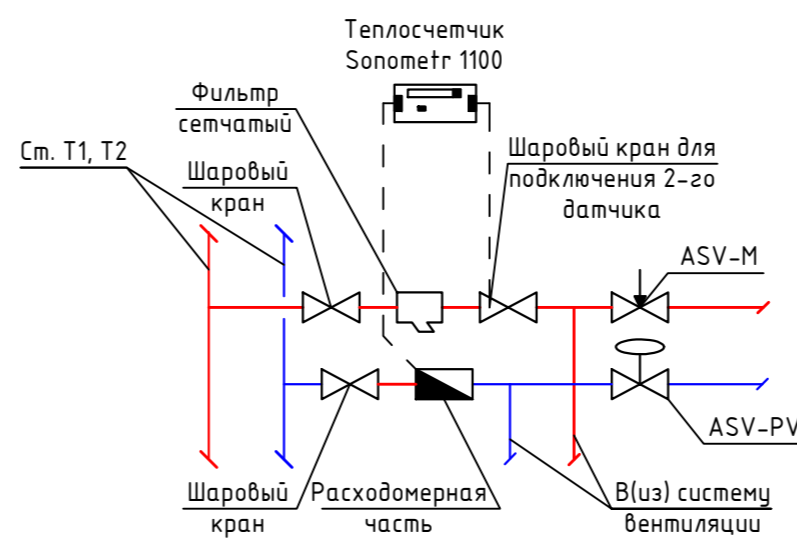 Теплосчетчик
Sonometr 1100
Фильтр
сетчатый
Ст. Т1, Т2
Шаровый
кран
Шаровый кран для
подключения 2-го
датчика
ASV-M
ASV-PV
Шаровый
кран
Расходомерная
часть
В(из) систему
вентиляции